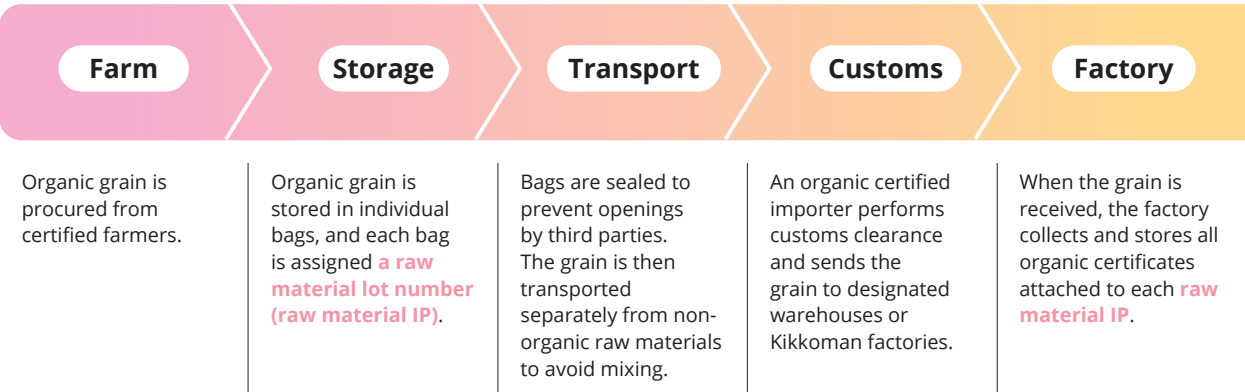 Farm
Storage
Transport
Customs
Factory
Organic grain is
procured from
certified farmers.
Organic grain is
stored in individual
bags, and each bag
is assigned a raw
material lot number
(raw material IP).
Bags are sealed to
prevent openings
by third parties.
The grain is then
transported
separately from non-
organic raw materials
to avoid mixing.
An organic certified
importer performs
customs clearance
and sends the
grain to designated
warehouses or
Kikkoman factories.
When the grain is
received, the factory
collects and stores all
organic certificates
attached to each raw
material IP.